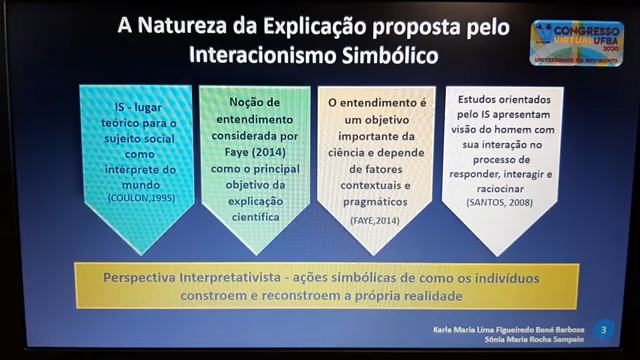 A Natureza da Explicação proposta pelo
Interacionismo Simbólico
CONGRESSO
VIRTUAL UFBA
2020
UNIVERSIDADE EM MOVIMENTO
IS - lugar
teórico para o
sujeito social
como
intérprete do
mundo
(COULON,1995)
Noção de
entendimento
considerada por
Faye (2014)
como o principal
objetivo da
explicação
científica
O entendimento é
um objetivo
importante da
ciência e depende
de fatores
contextuais e
pragmáticos
(FAYE,2014)
Estudos orientados
pelo IS apresentam
visão do homem com
sua interação no
processo de
responder, interagir e
raciocinar
(SANTOS, 2008)
Perspectiva Interpretativista - ações simbólicas de como os indivíduos
constroem e reconstroem a própria realidade
Karla Maria Lima Figueiredo Bené Barbosa
Sônia Maria Rocha Sampaio
3